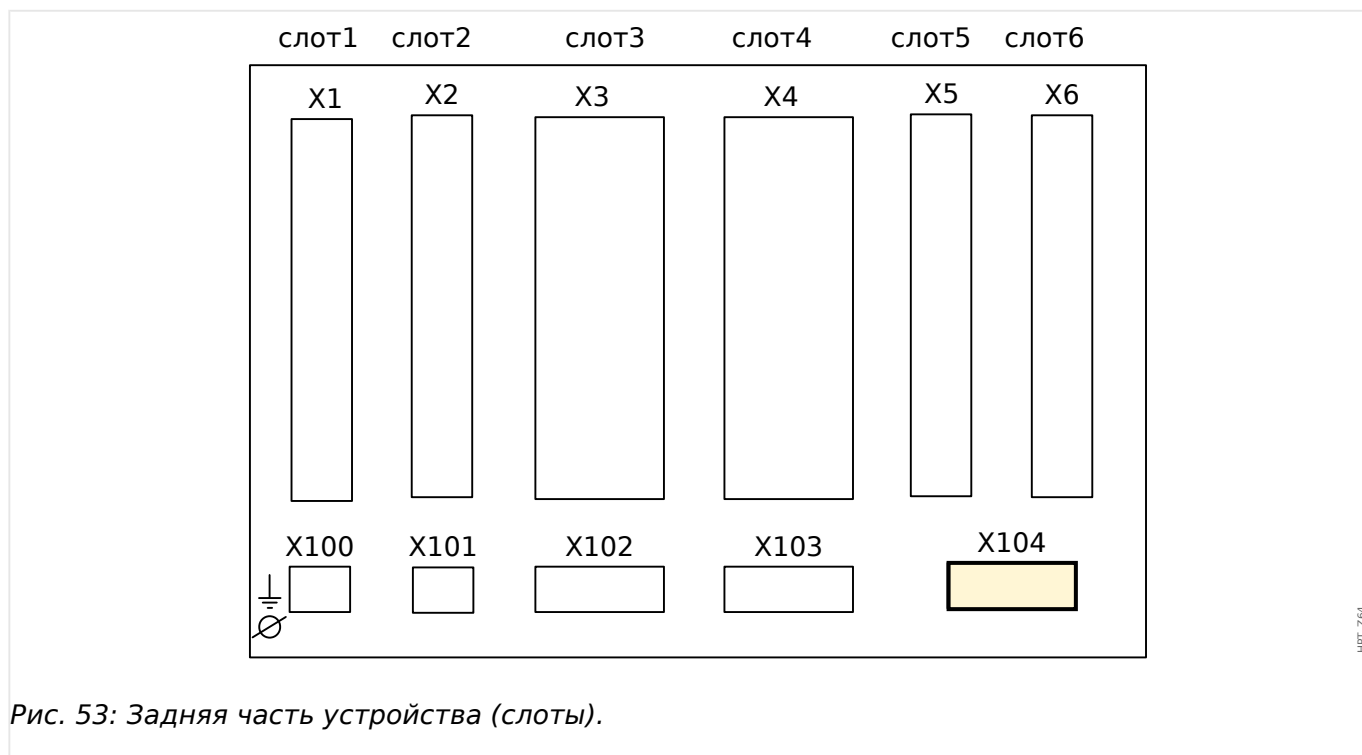 слот1 слот2 слот3 слот4 слот5 слот6
X1 X2 X3 X4 X5 X6
X100 X101 X102 X103 X104
Рис. 53: Задняя часть устройства (слоты).